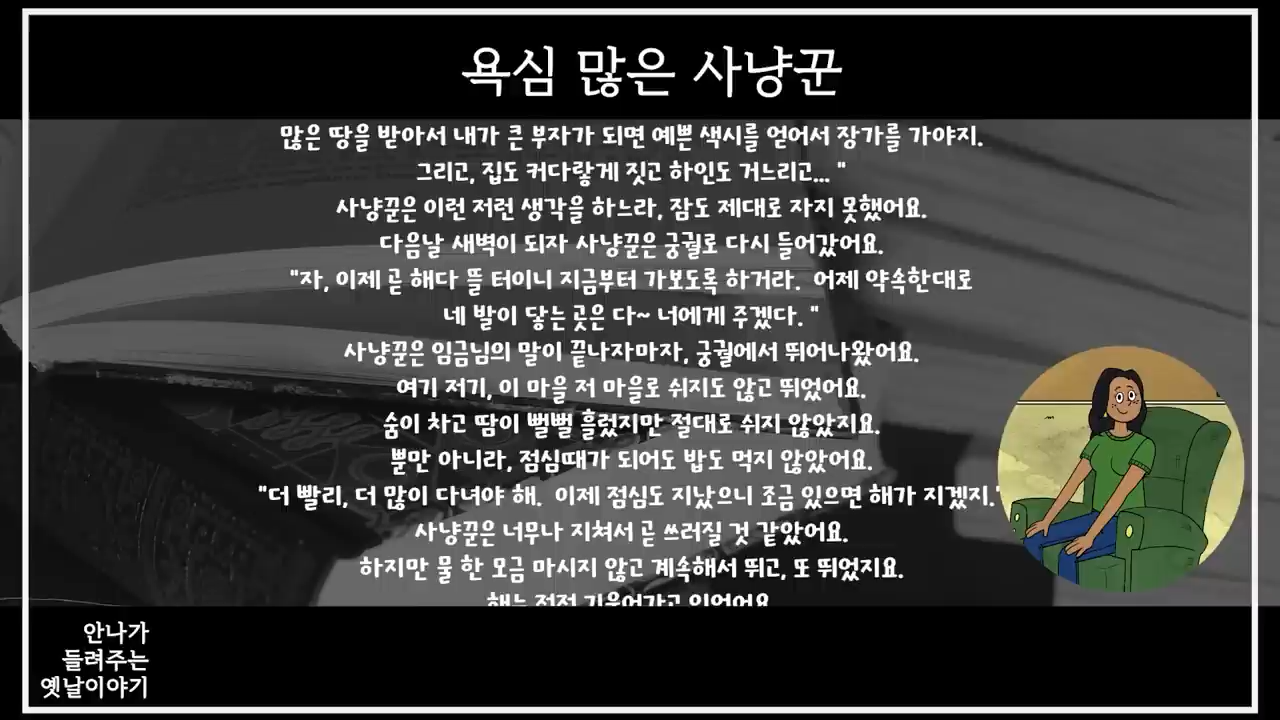 욕심 많은 사냥꾼
많은 땅을 받아서 내가 큰 부자가 되면 예쁜 색시를 얻어서 장가를 가야지.
그리고, 집도 커다랗게 짓고 하인도 거느리고... "
사냥꾼은 이런 저런 생각을 하느라, 잠도 제대로 자지 못했어요.
다음날 새벽이 되자 사냥꾼은 궁궐로 다시 들어갔어요.
"자, 이제 곧 해다 뜰 터이니 지금부터 가보도록 하거라. 어제 약속한대로
네 발이 닿는 곳은 다~ 너에게 주겠다. "
사냥꾼은 임금님의 말이 끝나자마자, 궁궐에서 뛰어나왔어요.
여기 저기, 이 마을 저 마을로 쉬지도 않고 뛰었어요.
숨이 차고 땀이 뻘뻘 흘렀지만 절대로 쉬지 않았지요.
뿐만 아니라, 점심때가 되어도 밥도 먹지 않았어요.
"더 빨리, 더 많이 다녀야 해. 이제 점심도 지났으니 조금 있으면 해가 지겠지."
사냥꾼은 너무나 지쳐서 곧 쓰러질 것 같았어요.
하지만 물 한 모금 마시지 않고 계속해서 뛰고, 또 뛰었지요.
해는 점점 기울어가고 있었어요
안나가
들려주는
옛날이야기